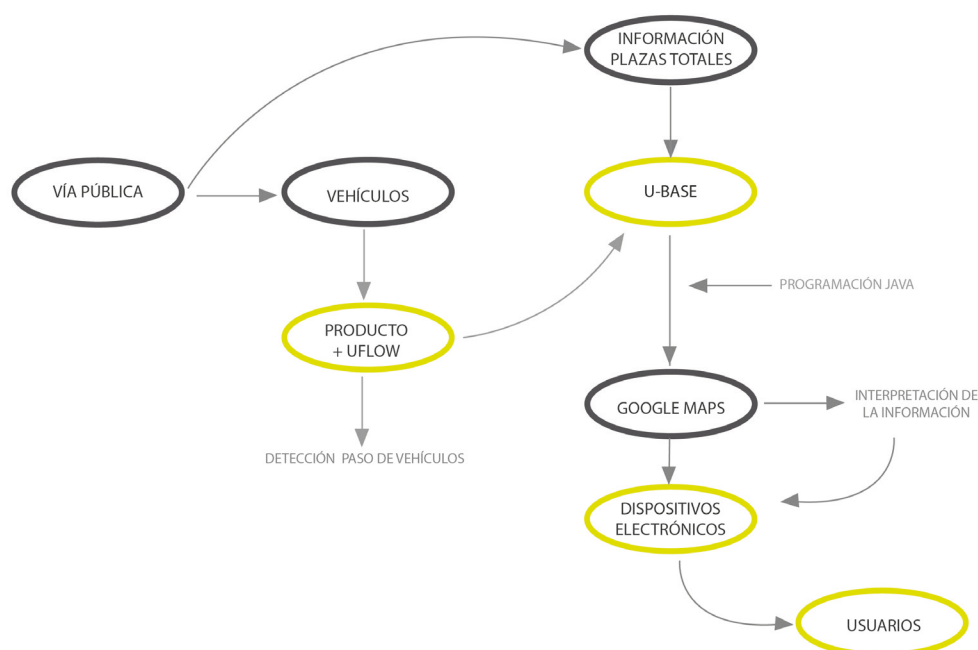 INFORMACIÓN
PLAZAS TOTALES
VÍA PÚBLICA
VEHÍCULOS
U-BASE
PROGRAMACIÓN JAVA
PRODUCTO
+ UFLOW
DETECCIÓN PASO DE VEHÍCULOS
GOOGLE MAPS
INTERPRETACIÓN DE
LA INFORMACIÓN
DISPOSITIVOS
ELECTRÓNICOS
USUARIOS